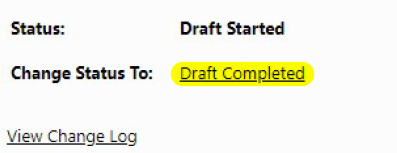 Status: Draft Started
Change Status To: Draft Completed
View Change Log